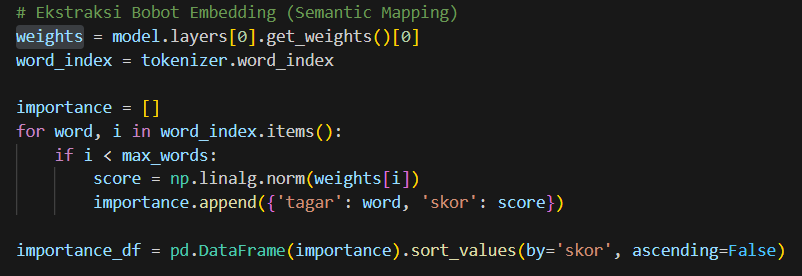 # Ekstraksi Bobot Embedding (Semantic Mapping)
weights = model.layers[0].get_weights()[0]
word_index = tokenizer.word_index
importance = []
for word, i in word_index.items():
    if i < max_words:
        score = np.linalg.norm(weights[i])
        importance.append({'tagar': word, 'skor': score})
importance_df = pd.DataFrame(importance).sort_values(by='skor', ascending=False)